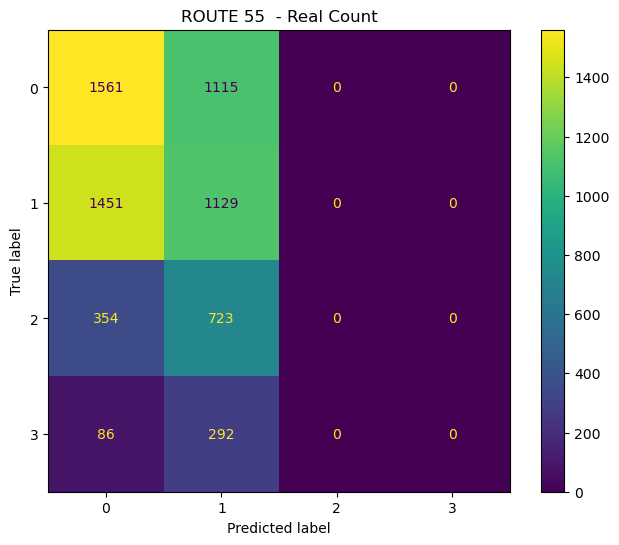 ROUTE 55  - Real Count
0 1561 1115 0 0
1 1451 1129 0 0
2 354 723 0 0
3 86 292 0 0
0 1 2 3
True label
Predicted label
1400
1200
1000
800
600
400
200
0